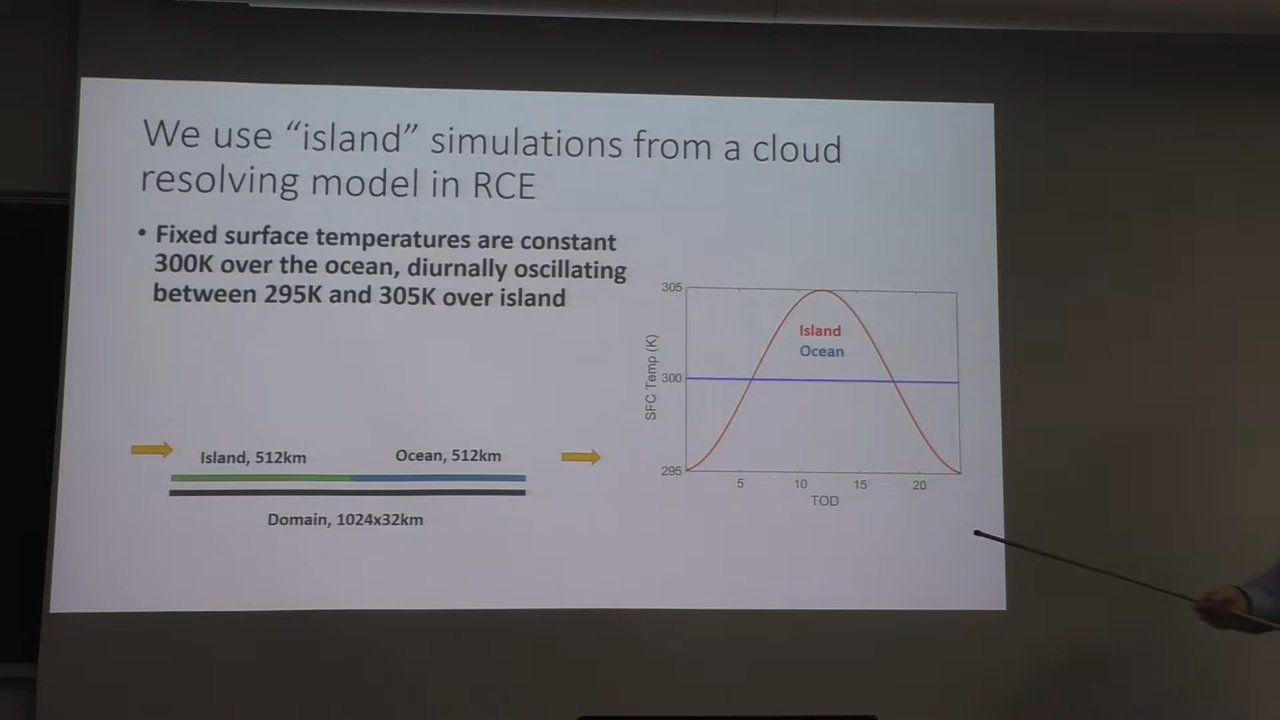 We use “island” simulations from a cloud
resolving model in RCE
• Fixed surface temperatures are constant
300K over the ocean, diurnally oscillating
between 295K and 305K over island
Island, 512km
Ocean, 512km
Domain, 1024x32km
305
300
295
SFC Temp (K)
Island
Ocean
5 10 15 20
TOD